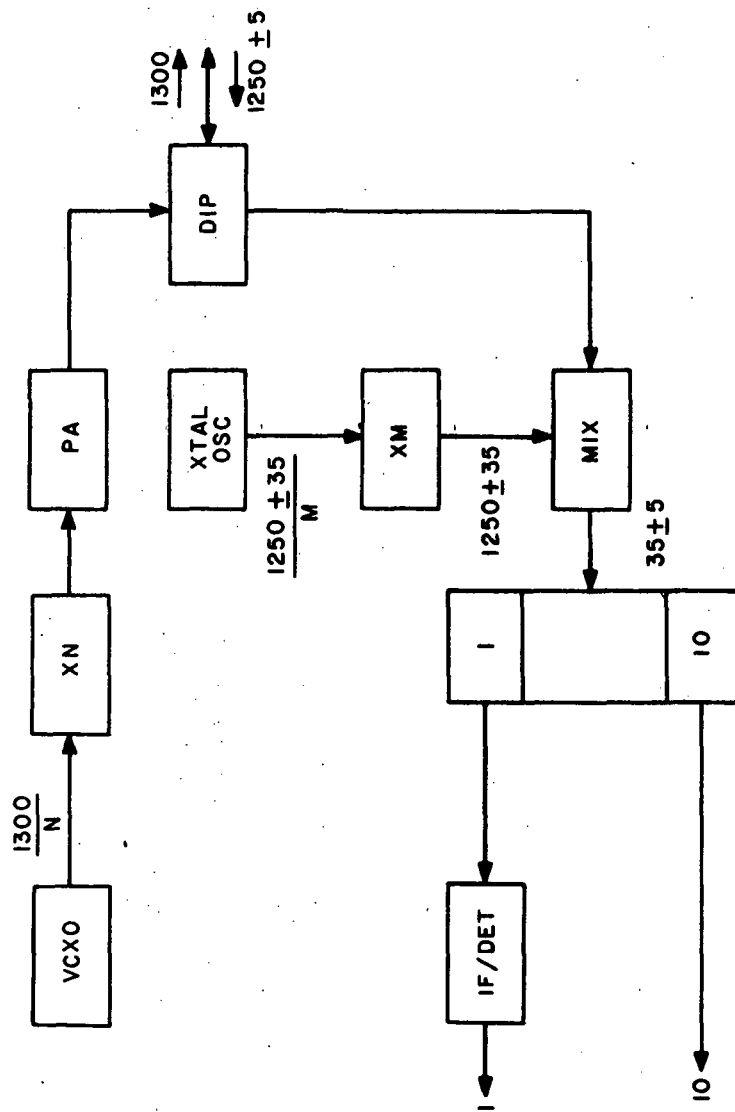 VCXO
1300
N
XN
PA
DIP
1300
1250 ± 5
XTAL
OSC
1250 ± 35
M
XM
1250 ± 35
MIX
35 ± 5
1
10
IF/DET
1
10